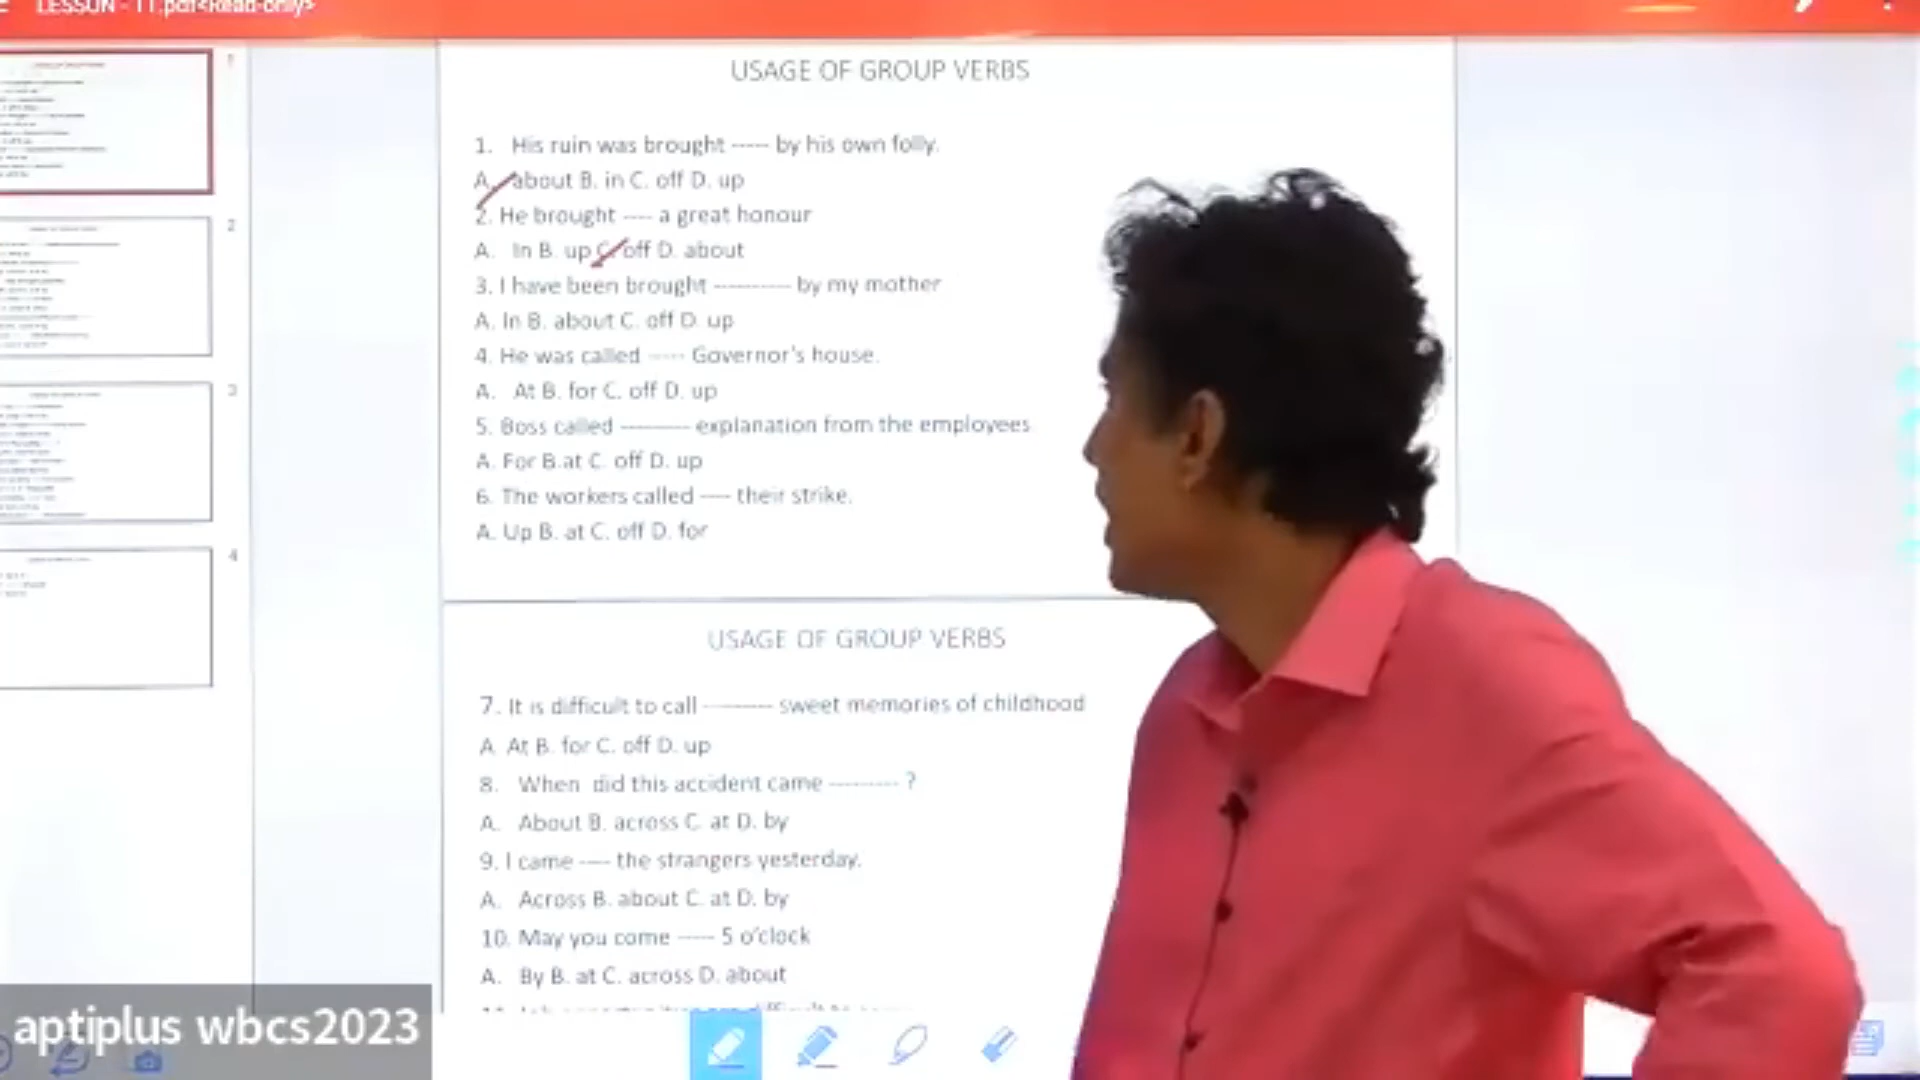 LESSON - 11.pdf<Read-only>
1
2
3
4
USAGE OF GROUP VERBS
1. His ruin was brought ----- by his own folly.
A. about B. in C. off D. up
2. He brought ---- a great honour
A. In B. up C. off D. about
3. I have been brought ----------- by my mother
A. In B. about C. off D. up
4. He was called ----- Governor's house.
A. At B. for C. off D. up
5. Boss called ---------- explanation from the employees
A. For B.at C. off D. up
6. The workers called ---- their strike.
A. Up B. at C. off D. for
USAGE OF GROUP VERBS
7. It is difficult to call ---------- sweet memories of childhood
A. At B. for C. off D. up
8. When did this accident came ---------- ?
A. About B. across C. at D. by
9. I came ---- the strangers yesterday.
A. Across B. about C. at D. by
10. May you come ----- 5 o'clock
A. By B. at C. across D. about
aptiplus wbcs2023